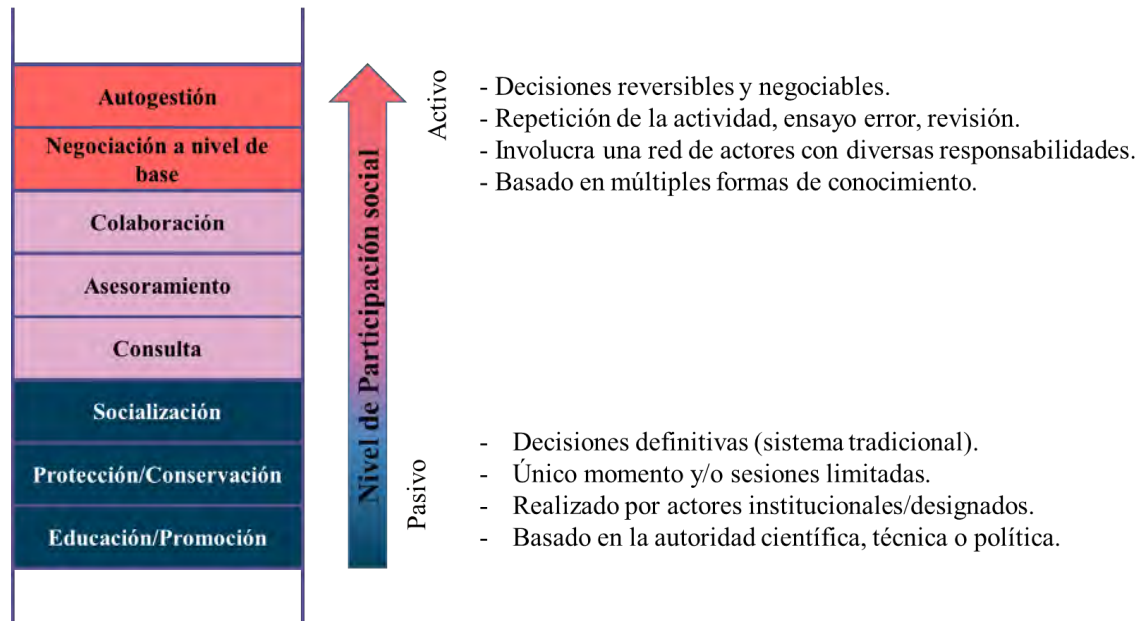 Autogestión
Negociación a nivel de
base
Colaboración
Asesoramiento
Consulta
Socialización
Protección/Conservación
Educación/Promoción
Nivel de Participación social
Activo
Pasivo
- Decisiones reversibles y negociables.
- Repetición de la actividad, ensayo error, revisión.
- Involucra una red de actores con diversas responsabilidades.
- Basado en múltiples formas de conocimiento.
- Decisiones definitivas (sistema tradicional).
- Único momento y/o sesiones limitadas.
- Realizado por actores institucionales/designados.
- Basado en la autoridad científica, técnica o política.